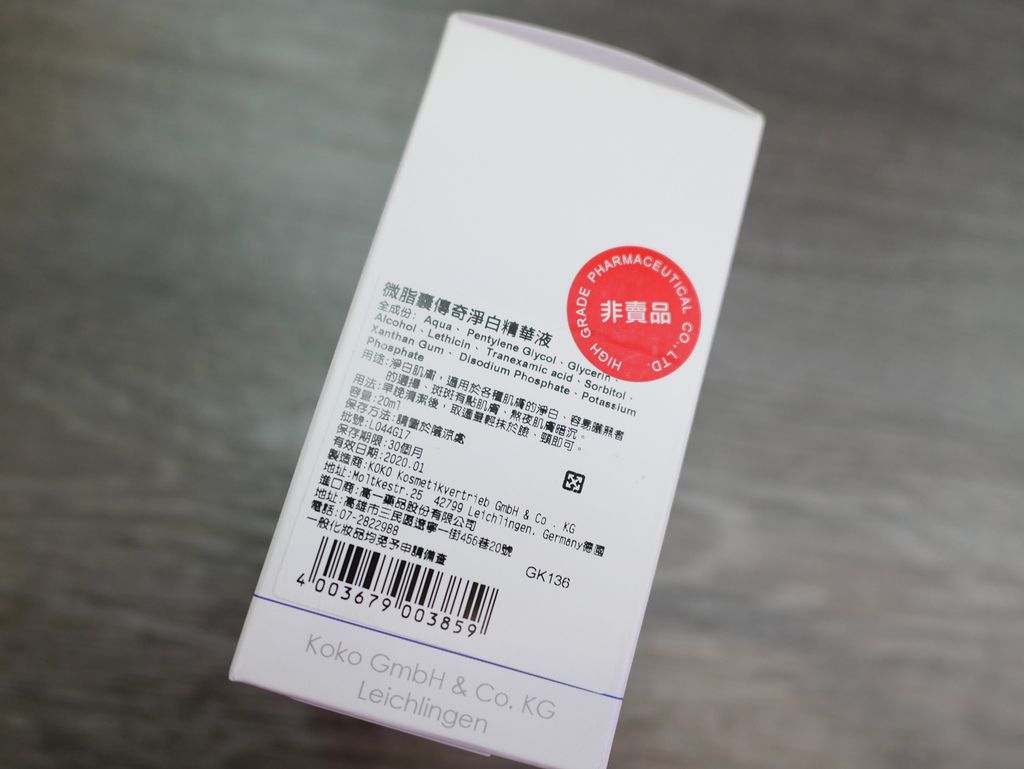 HIGH GRADE PHARMACEUTICAL CO., LTD.
非賣品
微脂囊傳奇淨白精華液
全成份: Aqua、Pentylene Glycol、Glycerin、
Alcohol、Lethicin、Tranexamic acid、Sorbitol、
Xanthan Gum、Disodium Phosphate、Potassium
Phosphate
用途:淨白肌膚,適用於各種肌膚的淨白、容易曬黑者
的選擇、斑斑有點肌膚、熬夜肌膚暗沉。
用法:早晚清潔後,取適量輕抹於臉、頸即可。
容量:20ml
保存方法:請置於陰涼處
批號:L044G17
保存期限:30個月
有效日期:2020.01
製造商:KOKO Kosmetikvertrieb GmbH & Co. KG
地址:Moltkestr.25 42799 Leichlingen, Germany德國
進口商:高一藥品股份有限公司
地址:高雄市三民區遼寧一街456巷20號
電話:07-2822988
一般化妝品均免予申請備查
GK136
4 003679 003859
Koko GmbH & Co. KG
Leichlingen